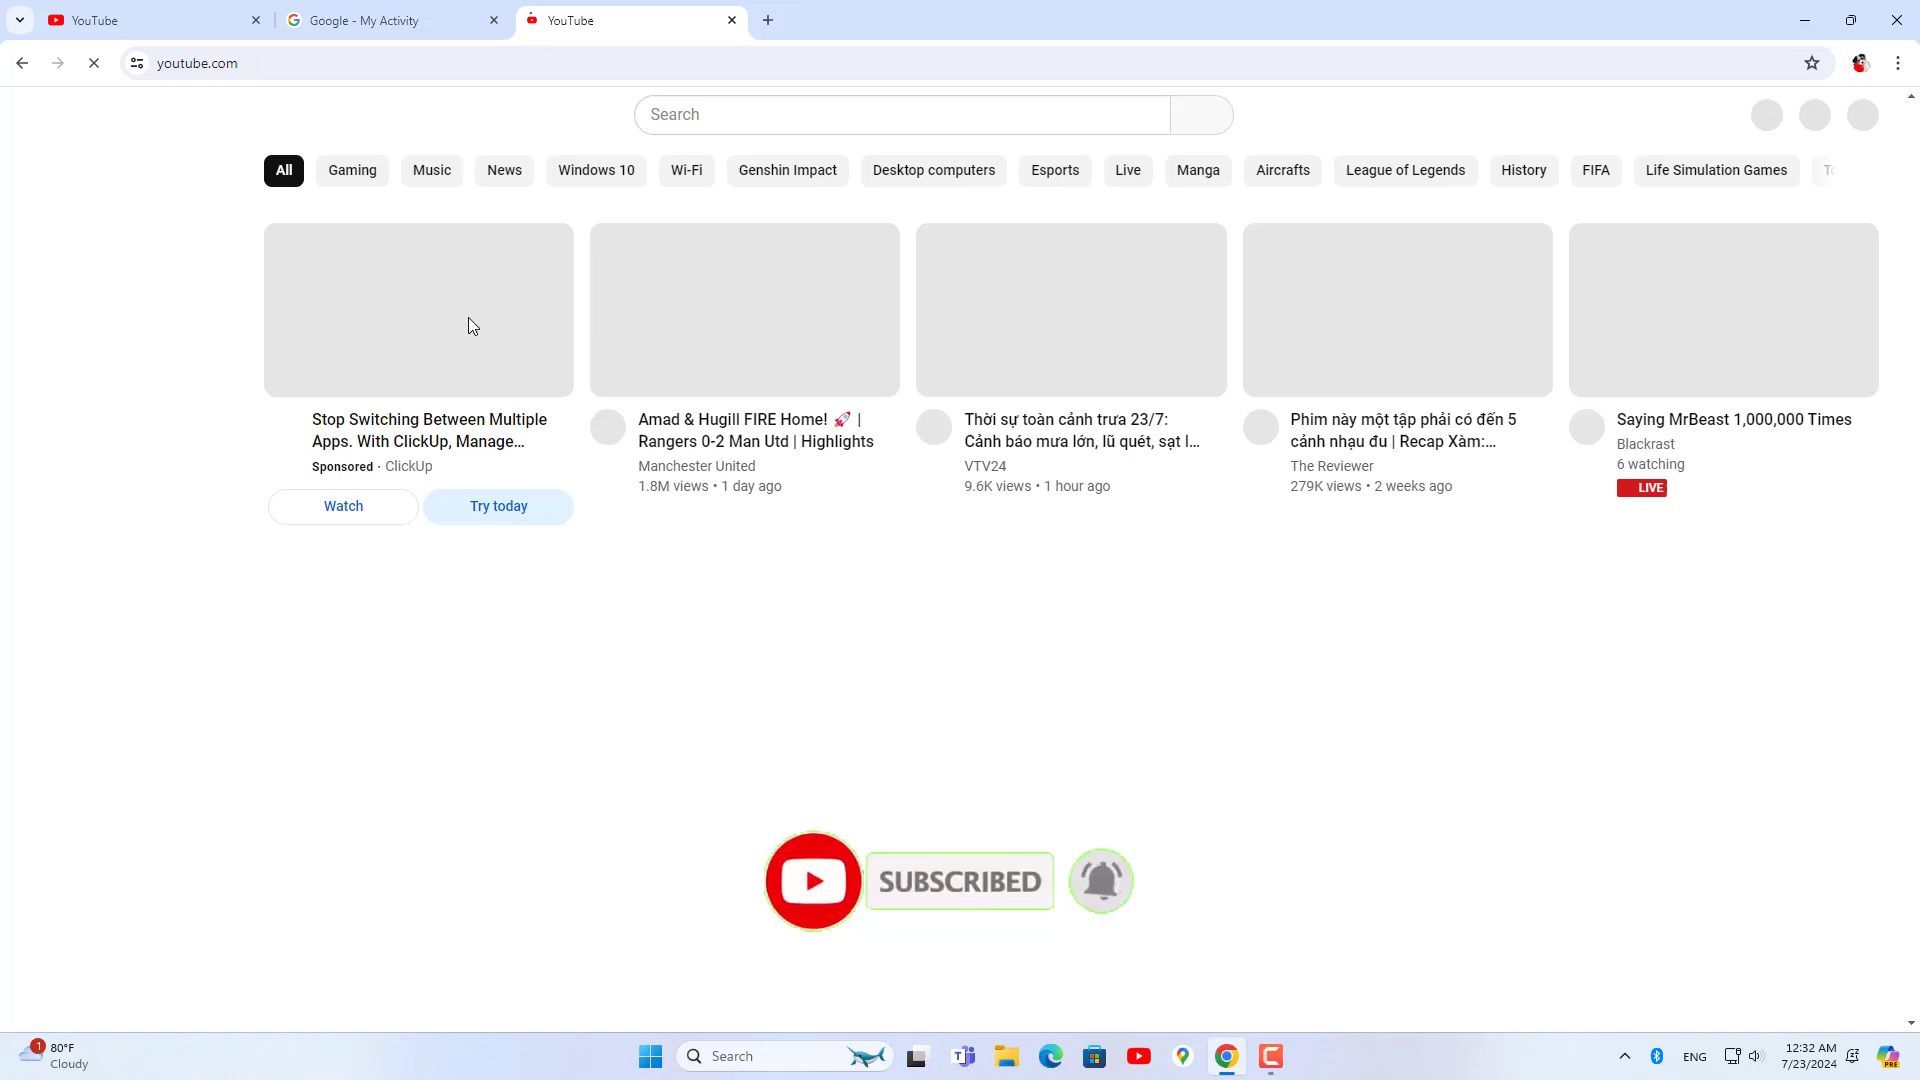 YouTube
Google - My Activity
YouTube
youtube.com
Search
All
Gaming
Music
News
Windows 10
Wi-Fi
Genshin Impact
Desktop computers
Esports
Live
Manga
Aircrafts
League of Legends
History
FIFA
Life Simulation Games
Stop Switching Between Multiple
Apps. With ClickUp, Manage...
Sponsored · ClickUp
Watch
Try today
Amad & Hugill FIRE Home! 🚀 |
Rangers 0-2 Man Utd | Highlights
Manchester United
1.8M views • 1 day ago
Thời sự toàn cảnh trưa 23/7:
Cảnh báo mưa lớn, lũ quét, sạt l...
VTV24
9.6K views • 1 hour ago
Phim này một tập phải có đến 5
cảnh nhạu đu | Recap Xàm:...
The Reviewer
279K views • 2 weeks ago
Saying MrBeast 1,000,000 Times
Blackrast
6 watching
LIVE
SUBSCRIBED
1
80°F
Cloudy
Search
ENG
12:32 AM
7/23/2024
PRE